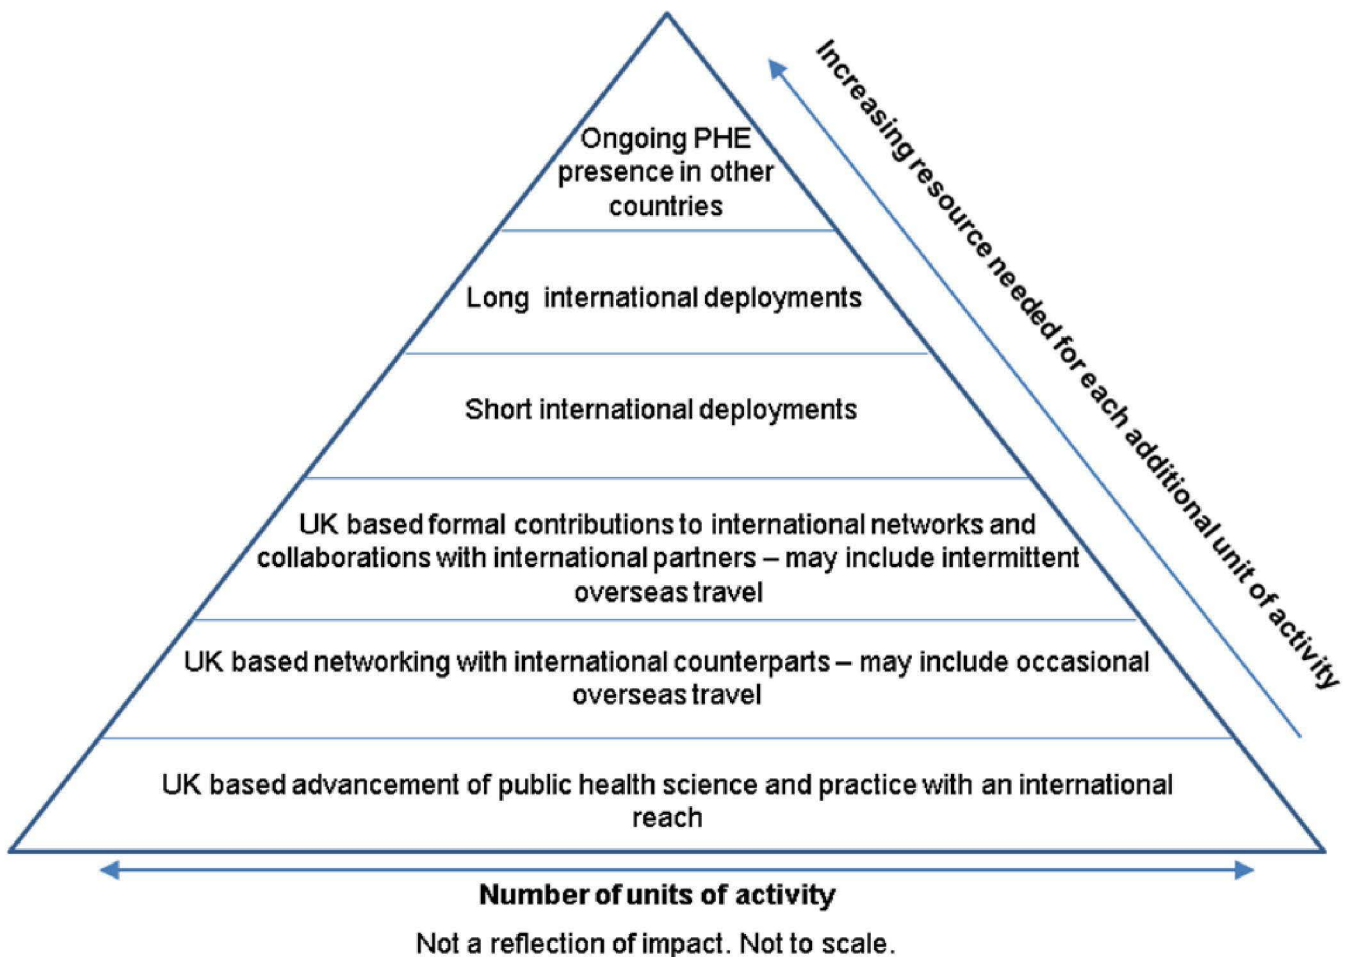 Ongoing PHE
presence in other
countries
Increasing resource needed for each additional unit of activity
Long international deployments
Short international deployments
UK based formal contributions to international networks and
collaborations with international partners – may include intermittent
overseas travel
UK based networking with international counterparts – may include occasional
overseas travel
UK based advancement of public health science and practice with an international
reach
Number of units of activity
Not a reflection of impact. Not to scale.